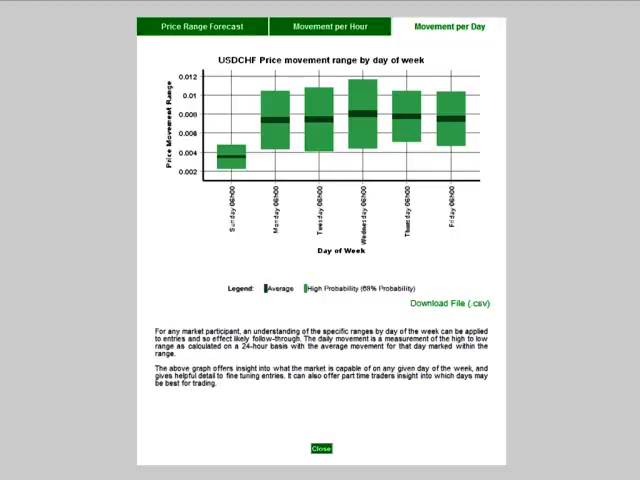 Price Range Forecast
Movement per Hour
Movement per Day
USDCHF Price movement range by day of week
Price Movement Range
0.012
0.010
0.008
0.006
0.004
0.002
Sunday 06h00
Monday 06h00
Tuesday 06h00
Wednesday 06h00
Thursday 06h00
Friday 06h00
Day of Week
Legend: Average High Probability (68% Probability)
Download File (.csv)
For any market participant, an understanding of the specific ranges by day of the week can be applied
to entries and so effect likely follow-through. The daily movement is a measurement of the high to low
range as calculated on a 24-hour basis with the average movement for that day marked within the
range.
The above graph offers insight into what the market is capable of on any given day of the week, and
gives helpful detail to fine tuning entries. It can also offer part time traders insight into which days may
be best for trading.
Close